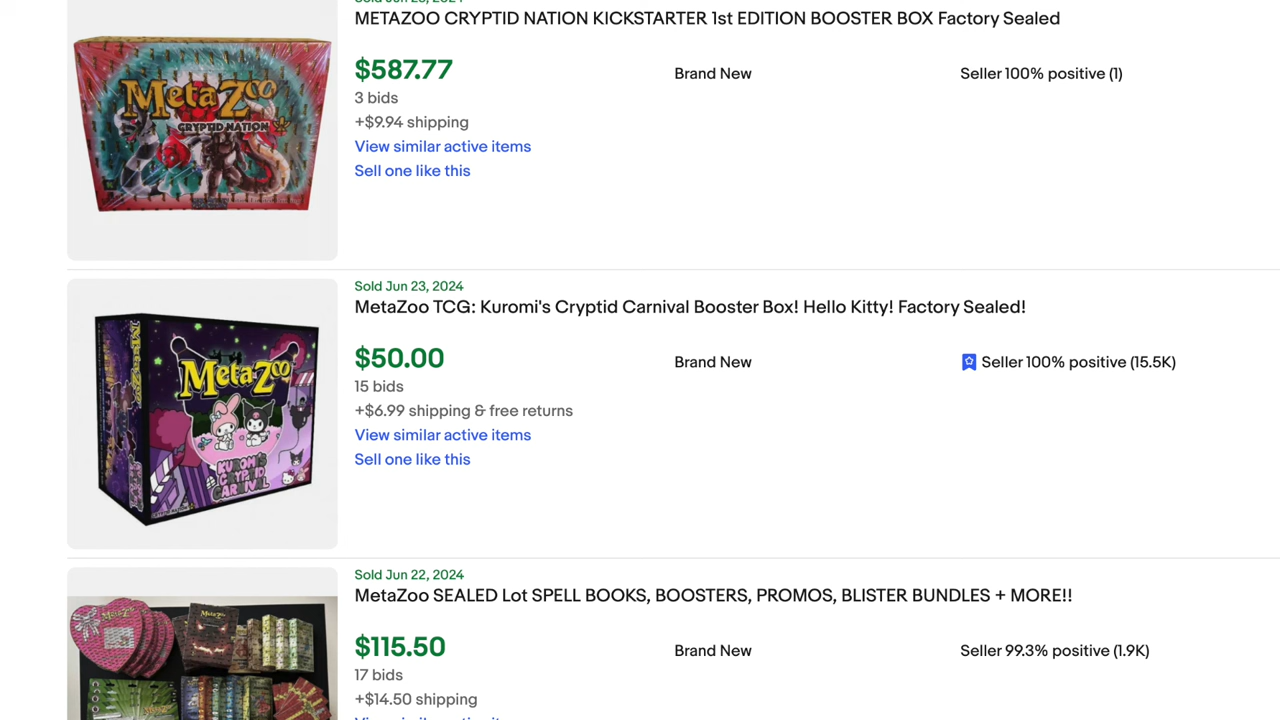 METAZOO CRYPTID NATION KICKSTARTER 1st EDITION BOOSTER BOX Factory Sealed
MetaZoo
CRYPTID NATION
$587.77
Brand New
Seller 100% positive (1)
3 bids
+$9.94 shipping
View similar active items
Sell one like this
Sold Jun 23, 2024
MetaZoo TCG: Kuromi's Cryptid Carnival Booster Box! Hello Kitty! Factory Sealed!
MetaZoo
KUROMI'S
CRYPTID
CARNIVAL
$50.00
Brand New
Seller 100% positive (15.5K)
15 bids
+$6.99 shipping & free returns
View similar active items
Sell one like this
Sold Jun 22, 2024
MetaZoo SEALED Lot SPELL BOOKS, BOOSTERS, PROMOS, BLISTER BUNDLES + MORE!!
MetaZoo
$115.50
Brand New
Seller 99.3% positive (1.9K)
17 bids
+$14.50 shipping